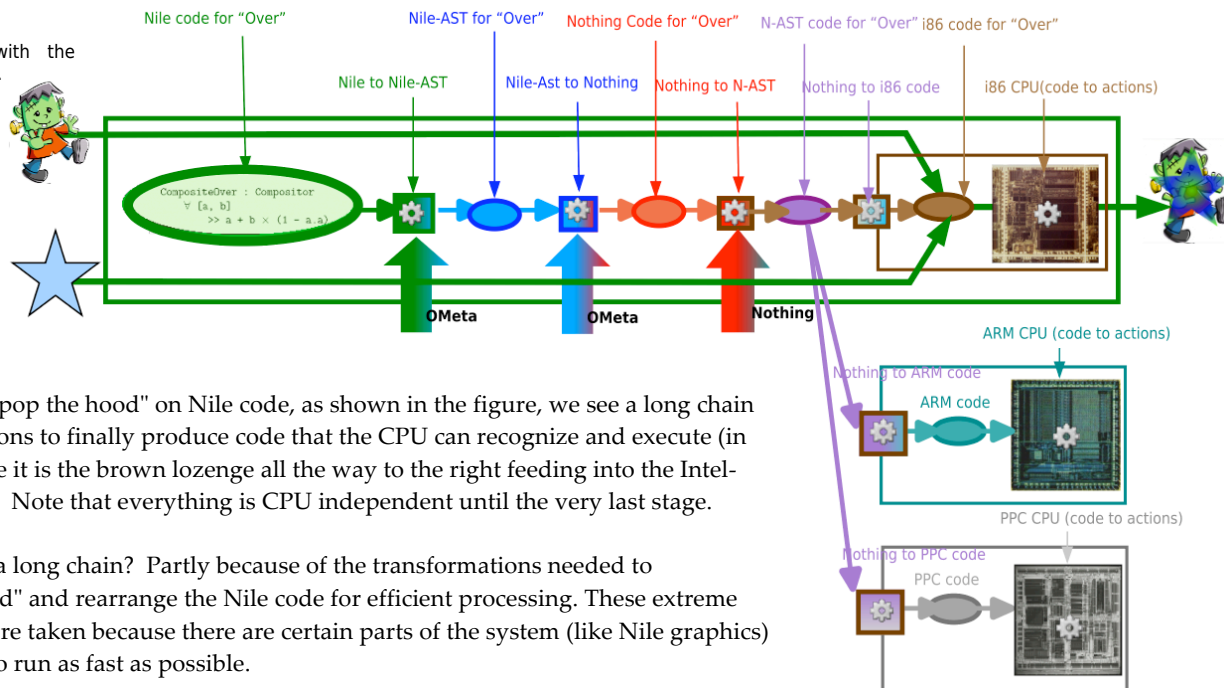 Nile code for “Over”
Nile-AST for “Over”
Nothing Code for “Over”
N-AST code for “Over”
i86 code for “Over”
with the
Nile to Nile-AST
Nile-Ast to Nothing
Nothing to N-AST
Nothing to i86 code
i86 CPU(code to actions)
CompositeOver : Compositor
∀ [a, b]
>> a + b × (1 – a.a)
OMeta
OMeta
Nothing
ARM CPU (code to actions)
Nothing to ARM code
ARM code
pop the hood" on Nile code, as shown in the figure, we see a long chain
ons to finally produce code that the CPU can recognize and execute (in
e it is the brown lozenge all the way to the right feeding into the Intel-
Note that everything is CPU independent until the very last stage.
PPC CPU (code to actions)
Nothing to PPC code
PPC code
a long chain? Partly because of the transformations needed to
d" and rearrange the Nile code for efficient processing. These extreme
re taken because there are certain parts of the system (like Nile graphics)
o run as fast as possible.